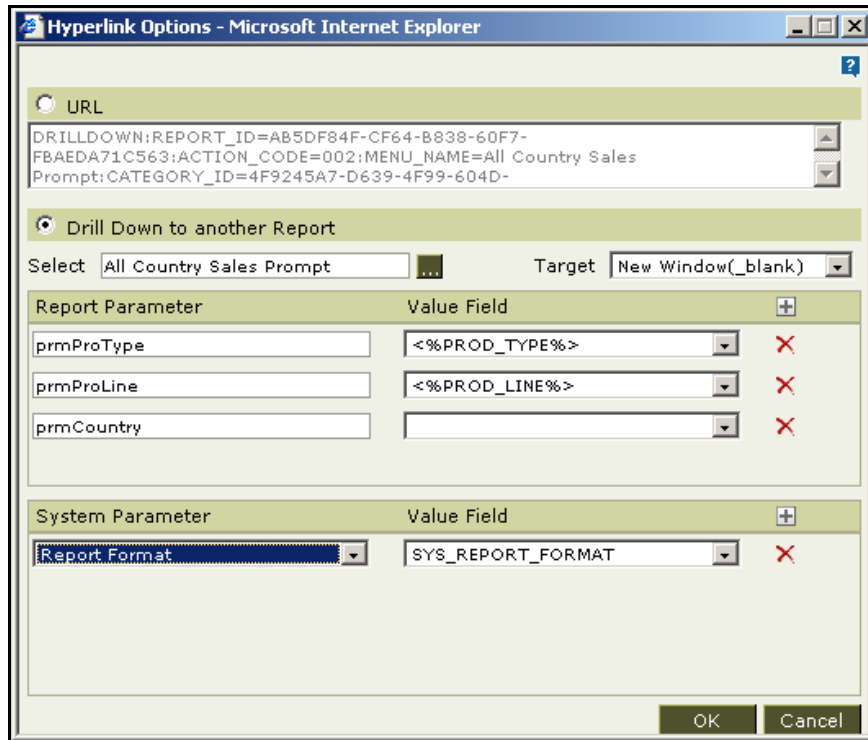 Hyperlink Options - Microsoft Internet Explorer
?
URL
DRILLDOWN:REPORT_ID=AB5DF84F-CF64-B838-60F7-
FBAEDA71C563:ACTION_CODE=002:MENU_NAME=All Country Sales
Prompt:CATEGORY_ID=4F9245A7-D639-4F99-604D-
Drill Down to another Report
Select All Country Sales Prompt ... Target New Window(_blank)
Report Parameter Value Field
prmProType <%PROD_TYPE%>
prmProLine <%PROD_LINE%>
prmCountry
System Parameter Value Field
Report Format SYS_REPORT_FORMAT
OK Cancel